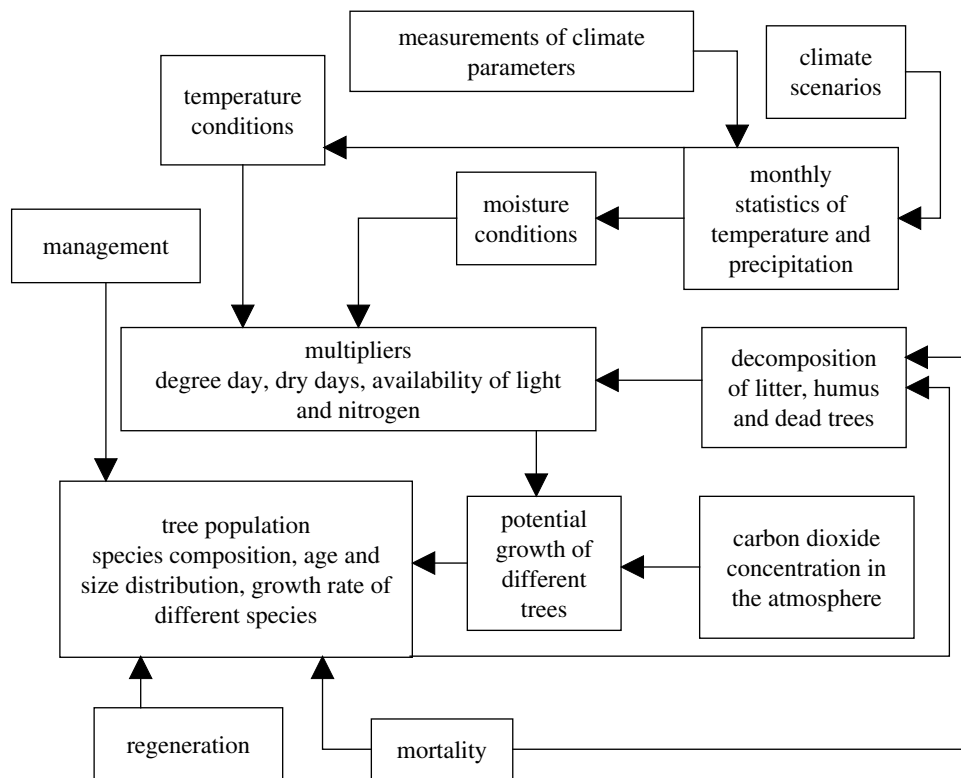 measurements of climate
parameters
climate
scenarios
temperature
conditions
monthly
statistics of
temperature and
precipitation
moisture
conditions
management
multipliers
degree day, dry days, availability of light
and nitrogen
decomposition
of litter, humus
and dead trees
tree population
species composition, age and
size distribution, growth rate of
different species
potential
growth of
different
trees
carbon dioxide
concentration in
the atmosphere
regeneration
mortality